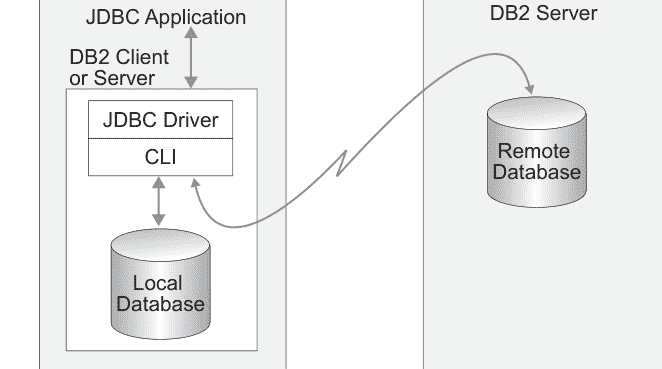 JDBC Application
DB2 Client
or Server
JDBC Driver
CLI
Local
Database
DB2 Server
Remote
Database